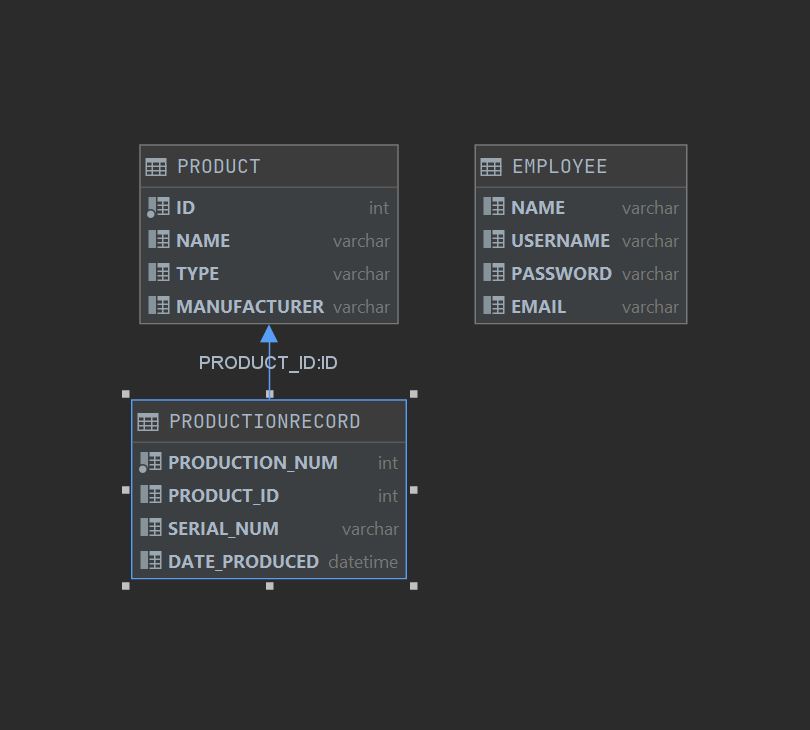 PRODUCT
ID int
NAME varchar
TYPE varchar
MANUFACTURER varchar
EMPLOYEE
NAME varchar
USERNAME varchar
PASSWORD varchar
EMAIL varchar
PRODUCT_ID:ID
PRODUCTIONRECORD
PRODUCTION_NUM int
PRODUCT_ID int
SERIAL_NUM varchar
DATE_PRODUCED datetime